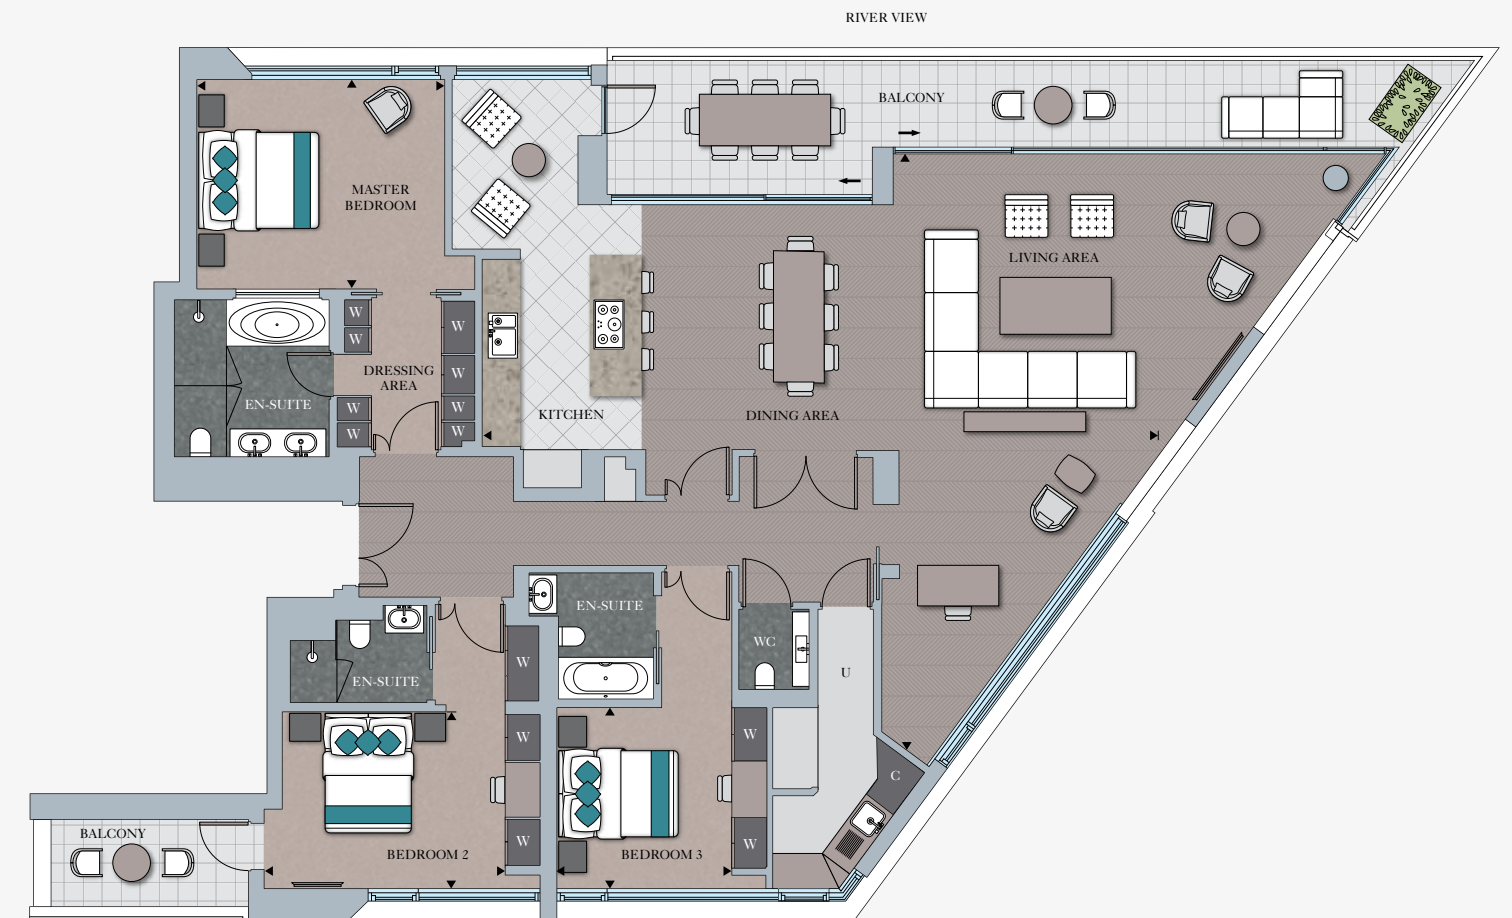 RIVER VIEW
BALCONY
MASTER
BEDROOM
LIVING AREA
W
W
W
DRESSING
AREA
W
EN-SUITE
W
W
W
W
KITCHEN
DINING AREA
EN-SUITE
WC
W
U
EN-SUITE
W
W
C
BALCONY
W
W
BEDROOM 2
BEDROOM 3